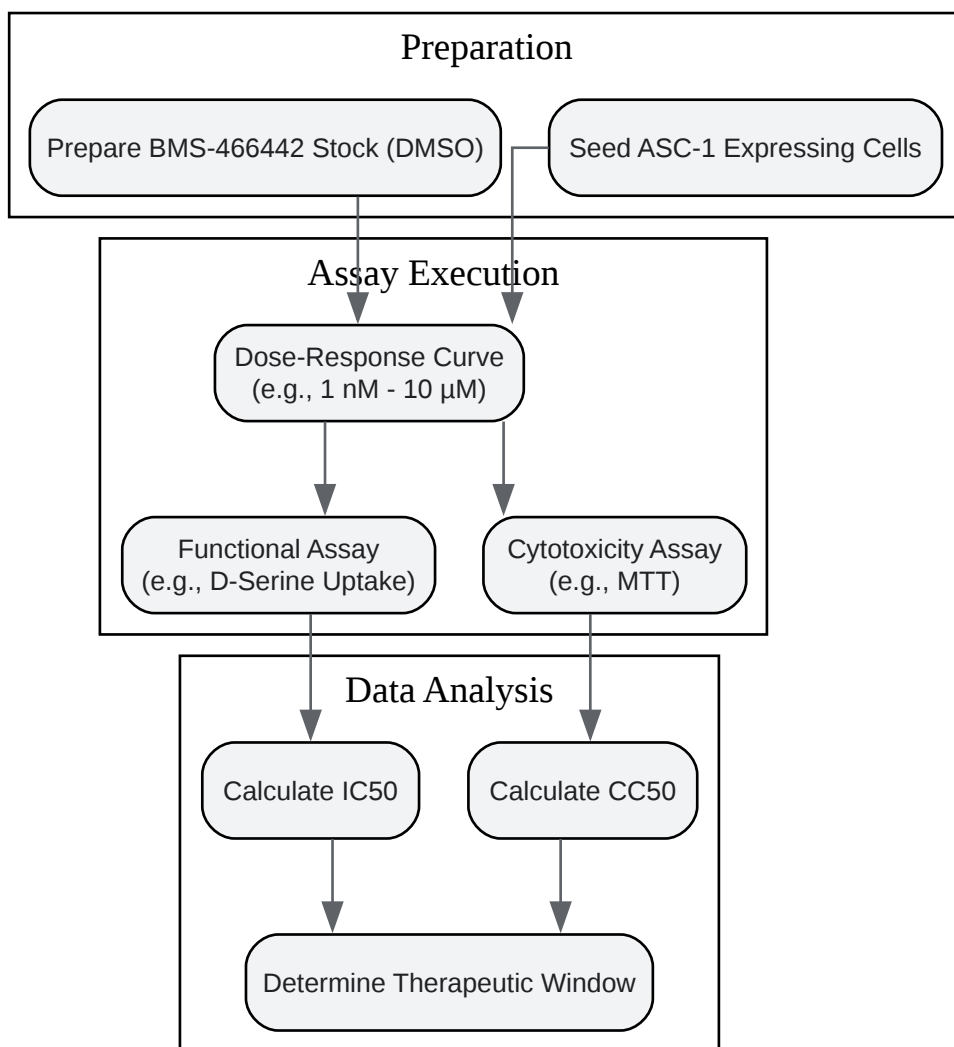 Preparation
Prepare BMS-466442 Stock (DMSO)
Seed ASC-1 Expressing Cells
Assay Execution
Dose-Response Curve
(e.g., 1 nM - 10 µM)
Functional Assay
(e.g., D-Serine Uptake)
Cytotoxicity Assay
(e.g., MTT)
Data Analysis
Calculate IC50
Calculate CC50
Determine Therapeutic Window